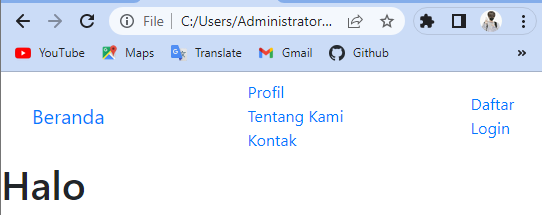 File
C:/Users/Administrator...
YouTube
Maps
Translate
Gmail
Github
»
Beranda
Profil
Tentang Kami
Kontak
Daftar
Login
Halo